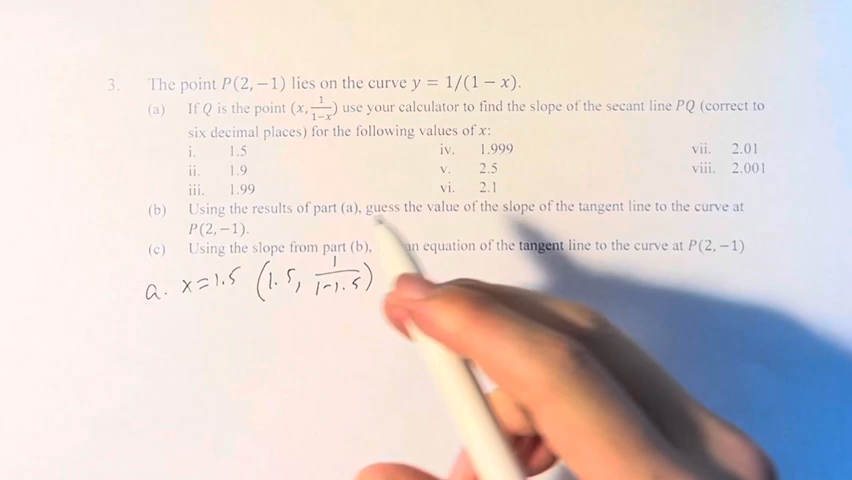 3. The point P(2, −1) lies on the curve y = 1/(1 − x).
(a) If Q is the point (x, 1/(1−x)) use your calculator to find the slope of the secant line PQ (correct to
six decimal places) for the following values of x:
i. 1.5 iv. 1.999 vii. 2.01
ii. 1.9 v. 2.5 viii. 2.001
iii. 1.99 vi. 2.1
(b) Using the results of part (a), guess the value of the slope of the tangent line to the curve at
P(2, −1).
(c) Using the slope from part (b), an equation of the tangent line to the curve at P(2, −1)
a. x=1.5 (1.5, 1/(1-1.5))